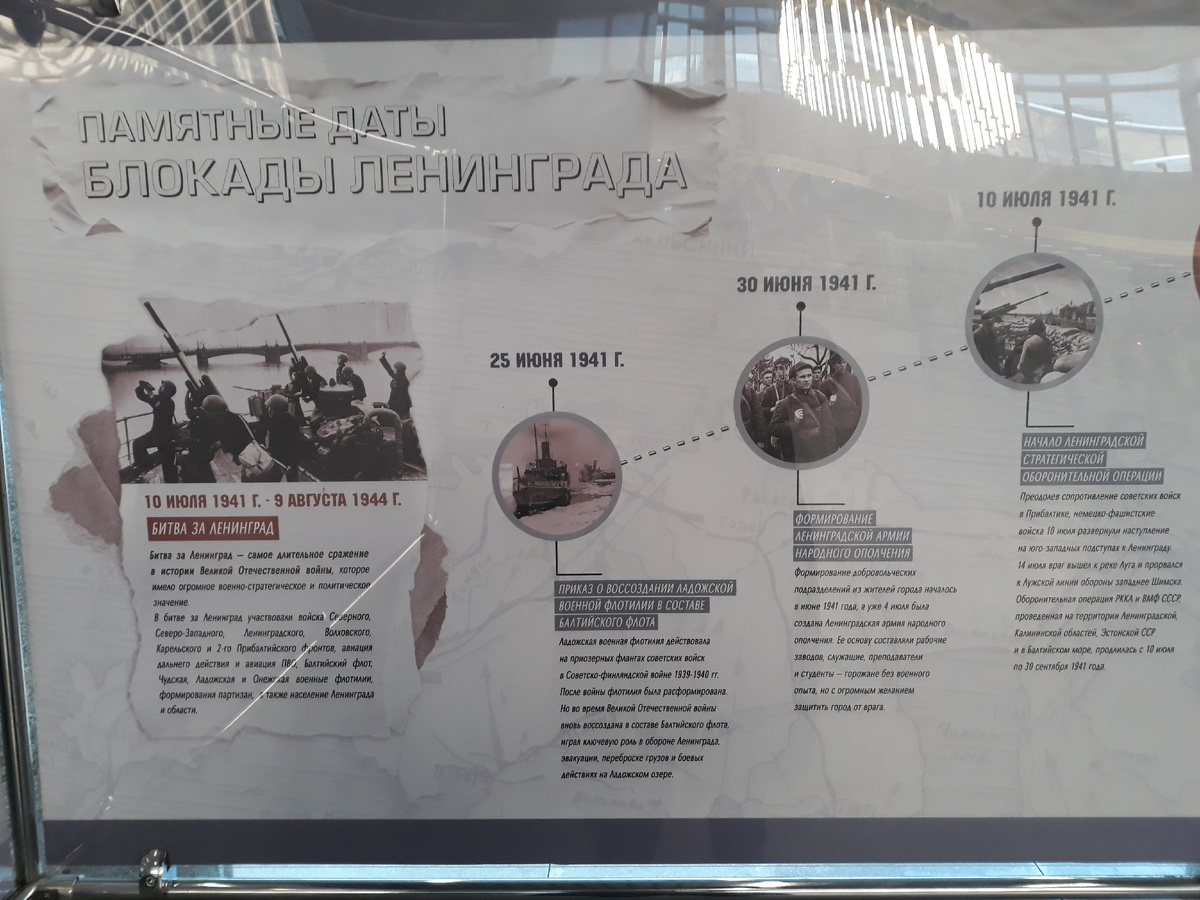 ПАМЯТНЫЕ ДАТЫ
БЛОКАДЫ ЛЕНИНГРАДА
10 ИЮЛЯ 1941 Г. - 9 АВГУСТА 1944 Г.
БИТВА ЗА ЛЕНИНГРАД
Битва за Ленинград – самое длительное сражение
в истории Великой Отечественной войны, которое
имело огромное военно-стратегическое и политическое
значение.
В битве за Ленинград участвовали войска Северного,
Северо-Западного, Ленинградского, Волховского,
Карельского и 2-го Прибалтийского фронтов, авиация
дальнего действия и авиация ПВО, Балтийский флот,
Чудская, Ладожская и Онежская военные флотилии,
формирования партизан, а также население Ленинграда
и области.
25 ИЮНЯ 1941 Г.
ПРИКАЗ О ВОССОЗДАНИИ ЛАДОЖСКОЙ
ВОЕННОЙ ФЛОТИЛИИ В СОСТАВЕ
БАЛТИЙСКОГО ФЛОТА
Ладожская военная флотилия действовала
на приозерных флангах советских войск
в Советско-финляндской войне 1939-1940 гг.
После войны флотилия была расформирована.
Но во время Великой Отечественной войны
вновь воссоздана в составе Балтийского флота,
играя ключевую роль в обороне Ленинграда,
эвакуации, переброске грузов и боевых
действиях на Ладожском озере.
30 ИЮНЯ 1941 Г.
ФОРМИРОВАНИЕ
ЛЕНИНГРАДСКОЙ АРМИИ
НАРОДНОГО ОПОЛЧЕНИЯ
Формирование добровольческих
подразделений из жителей города началось
в июне 1941 года, а уже 4 июля была
создана Ленинградская армия народного
ополчения. Ее основу составляли рабочие
заводов, служащие, преподаватели
и студенты – горожане без военного
опыта, но с огромным желанием
защитить город от врага.
10 ИЮЛЯ 1941 Г.
НАЧАЛО ЛЕНИНГРАДСКОЙ
СТРАТЕГИЧЕСКОЙ
ОБОРОНИТЕЛЬНОЙ ОПЕРАЦИИ
Преодолев сопротивление советских войск
в Прибалтике, немецко-фашистские
войска 10 июля развернули наступление
на юго-западных подступах к Ленинграду.
14 июля враг вышел к реке Луга и прорвался
к Лужской линии обороны западнее Шимска.
Оборонительная операция РККА и ВМФ СССР,
проведенная на территории Ленинградской,
Калининской областей, Эстонской ССР
и в Балтийском море, продлилась с 10 июля
по 30 сентября 1941 года.